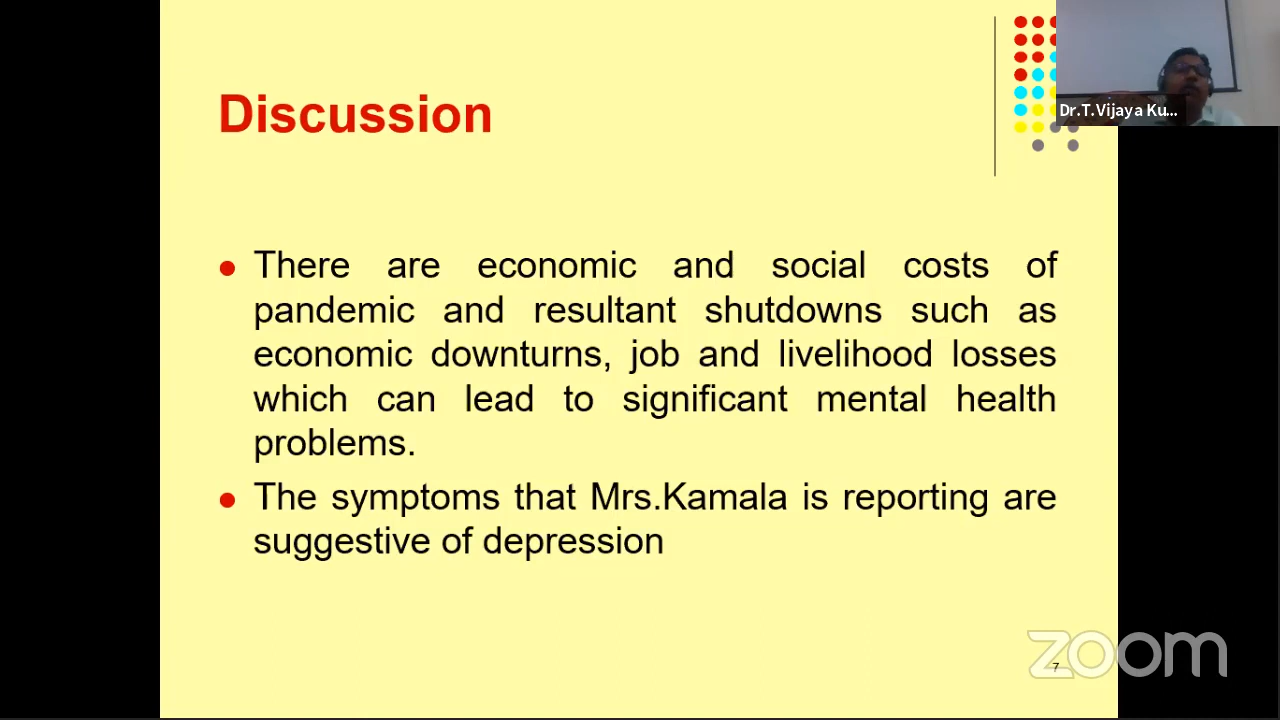 Discussion
Dr.T.Vijaya Ku...
There are economic and social costs of
pandemic and resultant shutdowns such as
economic downturns, job and livelihood losses
which can lead to significant mental health
problems.
The symptoms that Mrs.Kamala is reporting are
suggestive of depression
7
zoom